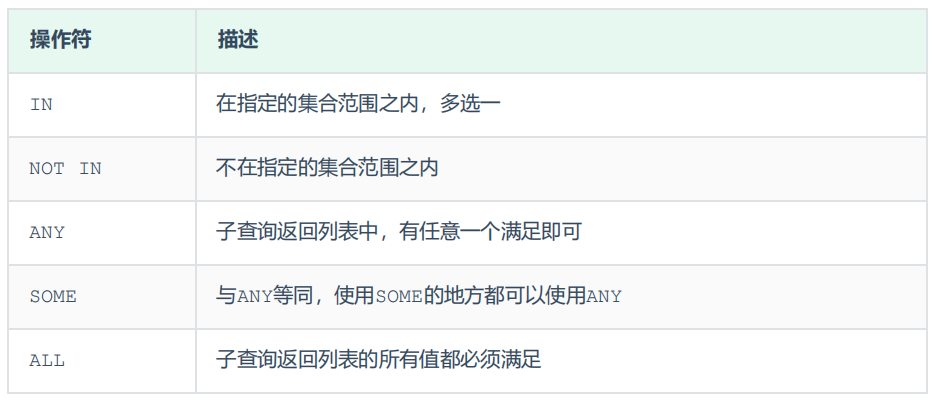 操作符 描述
IN 在指定的集合范围之内，多选一
NOT IN 不在指定的集合范围之内
ANY 子查询返回列表中，有任意一个满足即可
SOME 与ANY等同，使用SOME的地方都可以使用ANY
ALL 子查询返回列表的所有值都必须满足